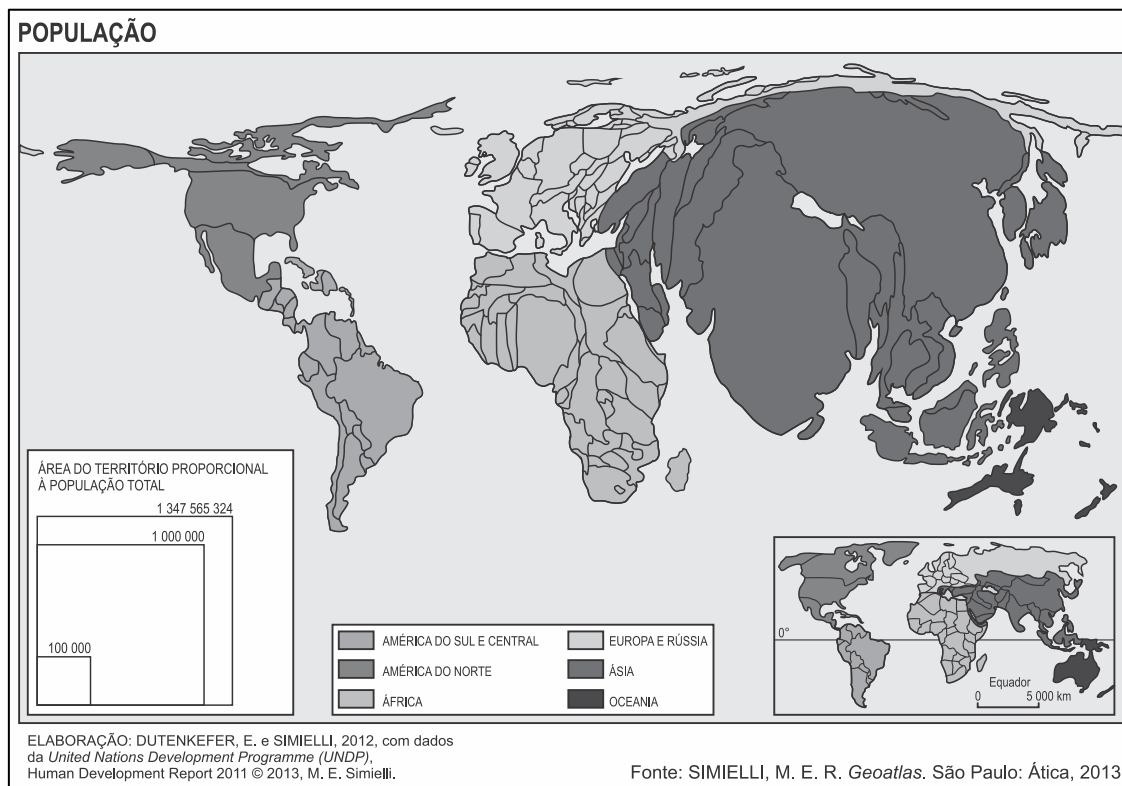 POPULAÇÃO
ÁREA DO TERRITÓRIO PROPORCIONAL
À POPULAÇÃO TOTAL
1 347 565 324
1 000 000
100 000
AMÉRICA DO SUL E CENTRAL
AMÉRICA DO NORTE
ÁFRICA
EUROPA E RÚSSIA
ÁSIA
OCEANIA
0°
Equador
0 5 000 km
ELABORAÇÃO: DUTENKEFER, E. e SIMIELLI, 2012, com dados
da United Nations Development Programme (UNDP),
Human Development Report 2011 © 2013, M. E. Simielli.
Fonte: SIMIELLI, M. E. R. Geoatlas. São Paulo: Ática, 2013